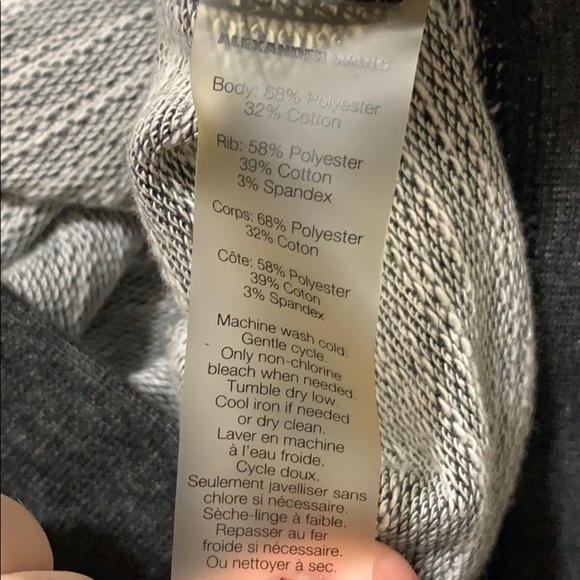 ALEXANDER WANG
Body: 68% Polyester
32% Cotton
Rib: 58% Polyester
39% Cotton
3% Spandex
Corps: 68% Polyester
32% Coton
Côte: 58% Polyester
39% Coton
3% Spandex
Machine wash cold.
Gentle cycle.
Only non-chlorine
bleach when needed.
Tumble dry low.
Cool iron if needed
or dry clean.
Laver en machine
à l'eau froide.
Cycle doux.
Seulement javelliser sans
chlore si nécessaire.
Sèche-linge à faible.
Repasser au fer
froide si nécessaire.
Ou nettoyer à sec.